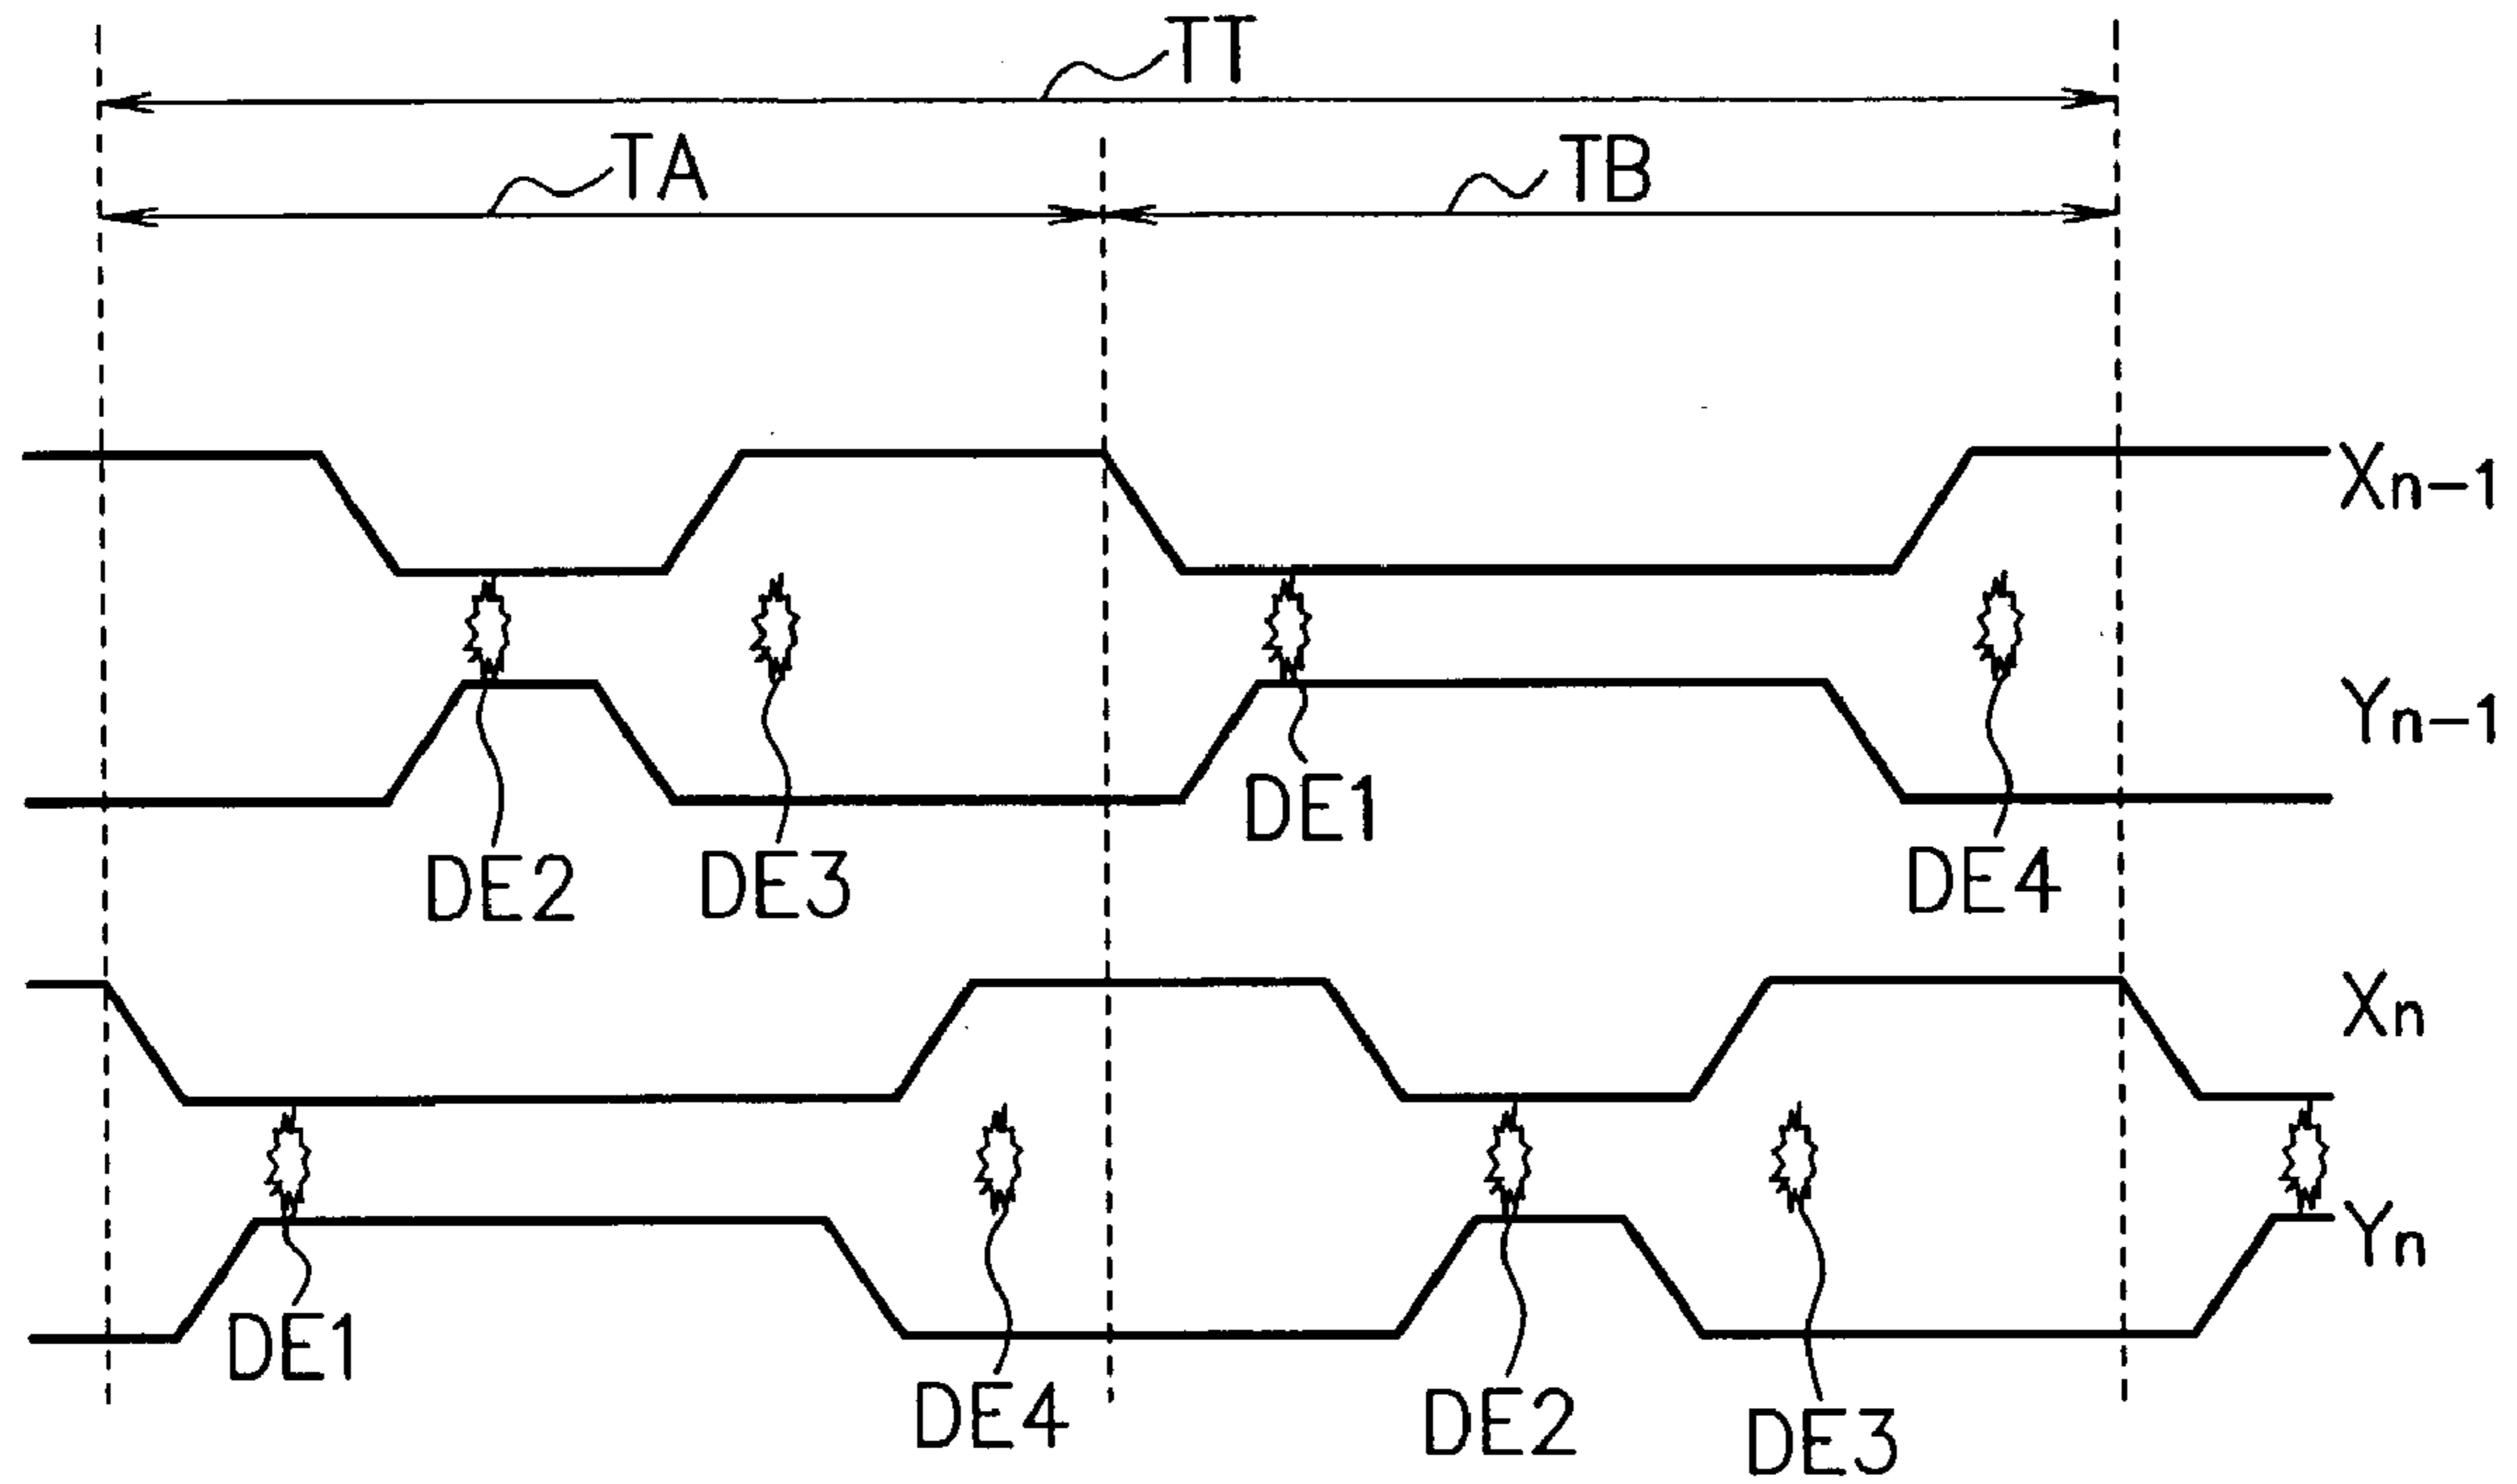 TT
TA
TB
Xn-1
Yn-1
DE1
DE2
DE3
DE4
Xn
Yn
DE1
DE4
DE2
DE3